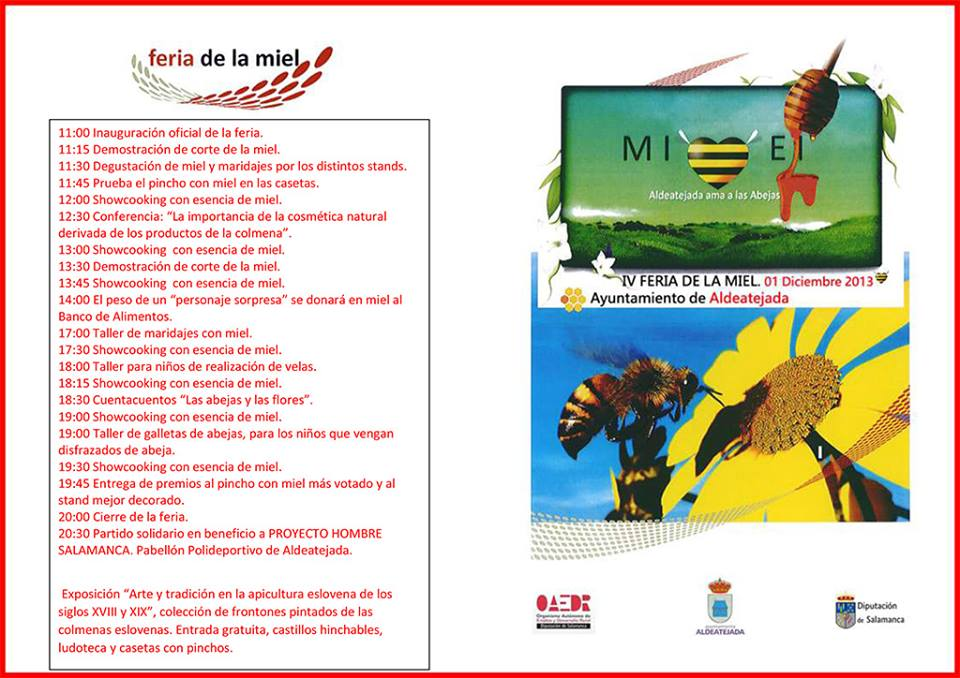 feria de la miel
11:00 Inauguración oficial de la feria.
11:15 Demostración de corte de la miel.
11:30 Degustación de miel y maridajes por los distintos stands.
11:45 Prueba el pincho con miel en las casetas.
12:00 Showcooking con esencia de miel.
12:30 Conferencia: “La importancia de la cosmética natural
derivada de los productos de la colmena”.
13:00 Showcooking  con esencia de miel.
13:30 Demostración de corte de la miel.
13:45 Showcooking  con esencia de miel.
14:00 El peso de un “personaje sorpresa” se donará en miel al
Banco de Alimentos.
17:00 Taller de maridajes con miel.
17:30 Showcooking con esencia de miel.
18:00 Taller para niños de realización de velas.
18:15 Showcooking con esencia de miel.
18:30 Cuentacuentos “Las abejas y las flores”.
19:00 Showcooking con esencia de miel.
19:00 Taller de galletas de abejas, para los niños que vengan
disfrazados de abeja.
19:30 Showcooking con esencia de miel.
19:45 Entrega de premios al pincho con miel más votado y al
stand mejor decorado.
20:00 Cierre de la feria.
20:30 Partido solidario en beneficio a PROYECTO HOMBRE
SALAMANCA. Pabellón Polideportivo de Aldeatejada.
Exposición “Arte y tradición en la apicultura eslovena de los
siglos XVIII y XIX”, colección de frontones pintados de las
colmenas eslovenas. Entrada gratuita, castillos hinchables,
ludoteca y casetas con pinchos.
MI EI
Aldeatejada ama a las Abejas
IV FERIA DE LA MIEL. 01 Diciembre 2013
Ayuntamiento de Aldeatejada
I
OAEDR
Organismo Autónomo de
Empleo y Desarrollo Rural
Diputación de Salamanca
ayuntamiento
ALDEATEJADA
Diputación
de Salamanca